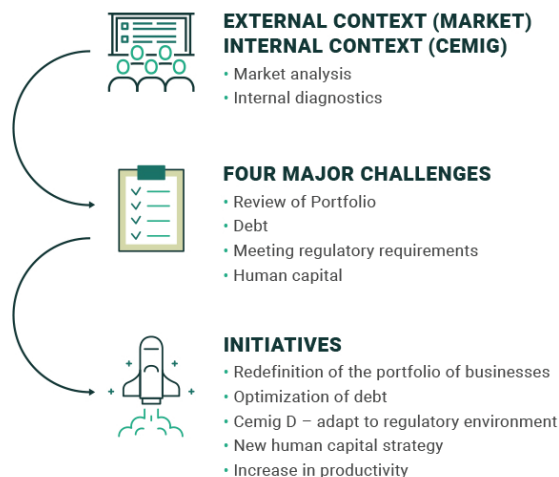 EXTERNAL CONTEXT (MARKET)
INTERNAL CONTEXT (CEMIG)
• Market analysis
• Internal diagnostics
FOUR MAJOR CHALLENGES
• Review of Portfolio
• Debt
• Meeting regulatory requirements
• Human capital
INITIATIVES
• Redefinition of the portfolio of businesses
• Optimization of debt
• Cemig D – adapt to regulatory environment
• New human capital strategy
• Increase in productivity